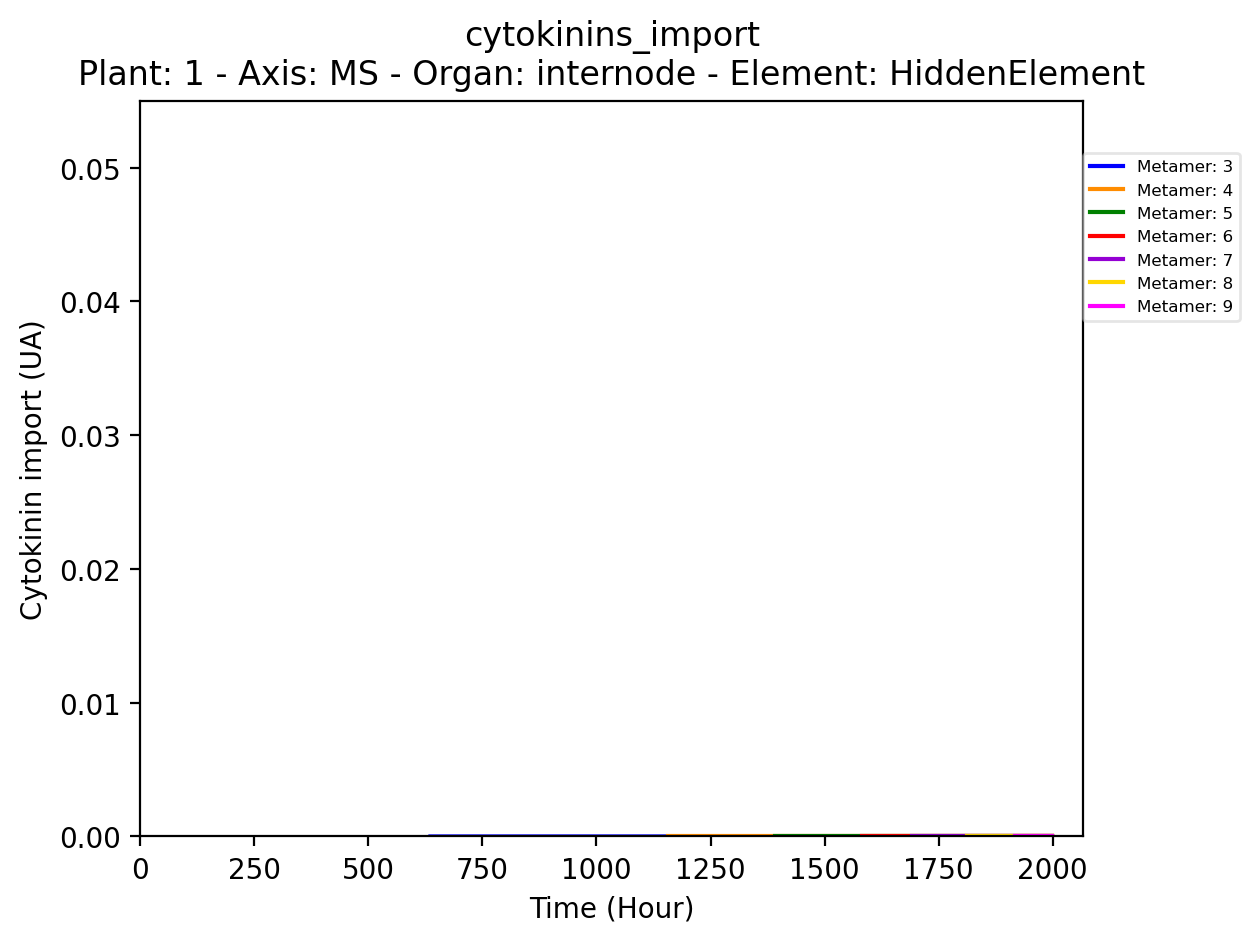 cytokinins_import
Plant: 1 - Axis: MS - Organ: internode - Element: HiddenElement
Cytokinin import (UA)
0.05
0.04
0.03
0.02
0.01
0.00
0 250 500 750 1000 1250 1500 1750 2000
Time (Hour)
Metamer: 3
Metamer: 4
Metamer: 5
Metamer: 6
Metamer: 7
Metamer: 8
Metamer: 9